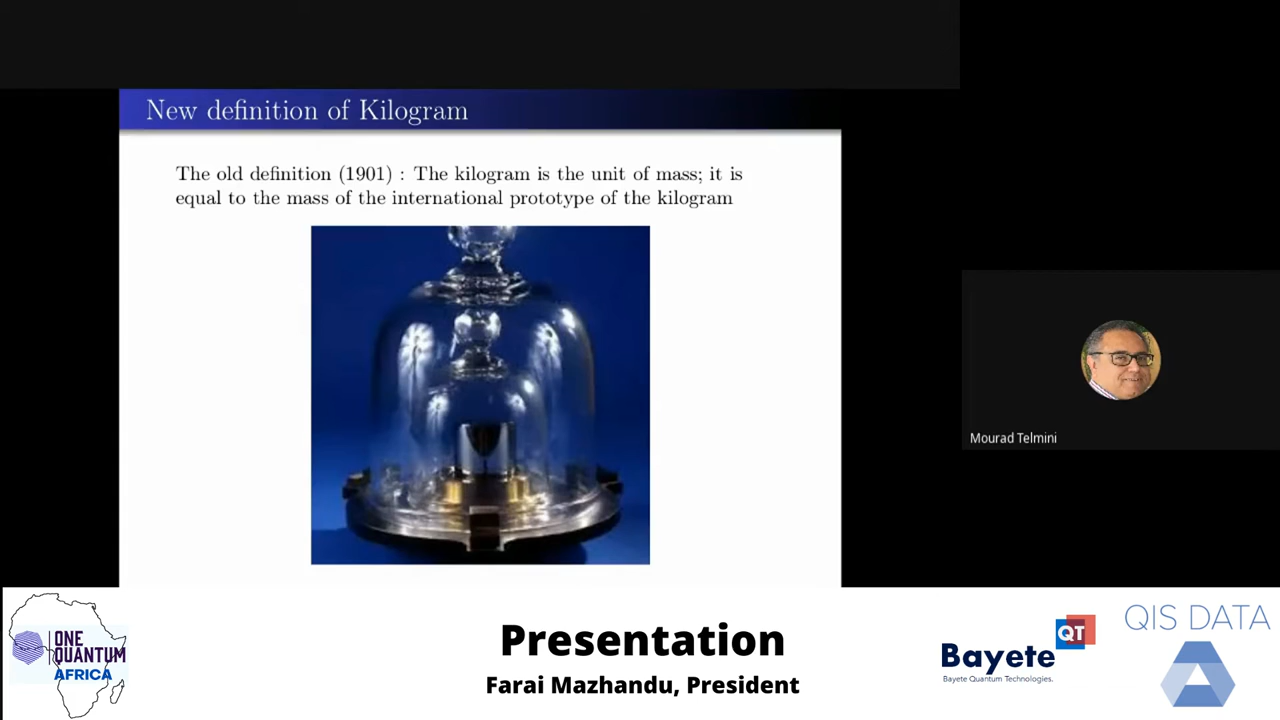 New definition of Kilogram
The old definition (1901) : The kilogram is the unit of mass; it is
equal to the mass of the international prototype of the kilogram
Mourad Telmini
ONE
QUANTUM
AFRICA
Presentation
Farai Mazhandu, President
QT
Bayete
Bayete Quantum Technologies.
QIS DATA